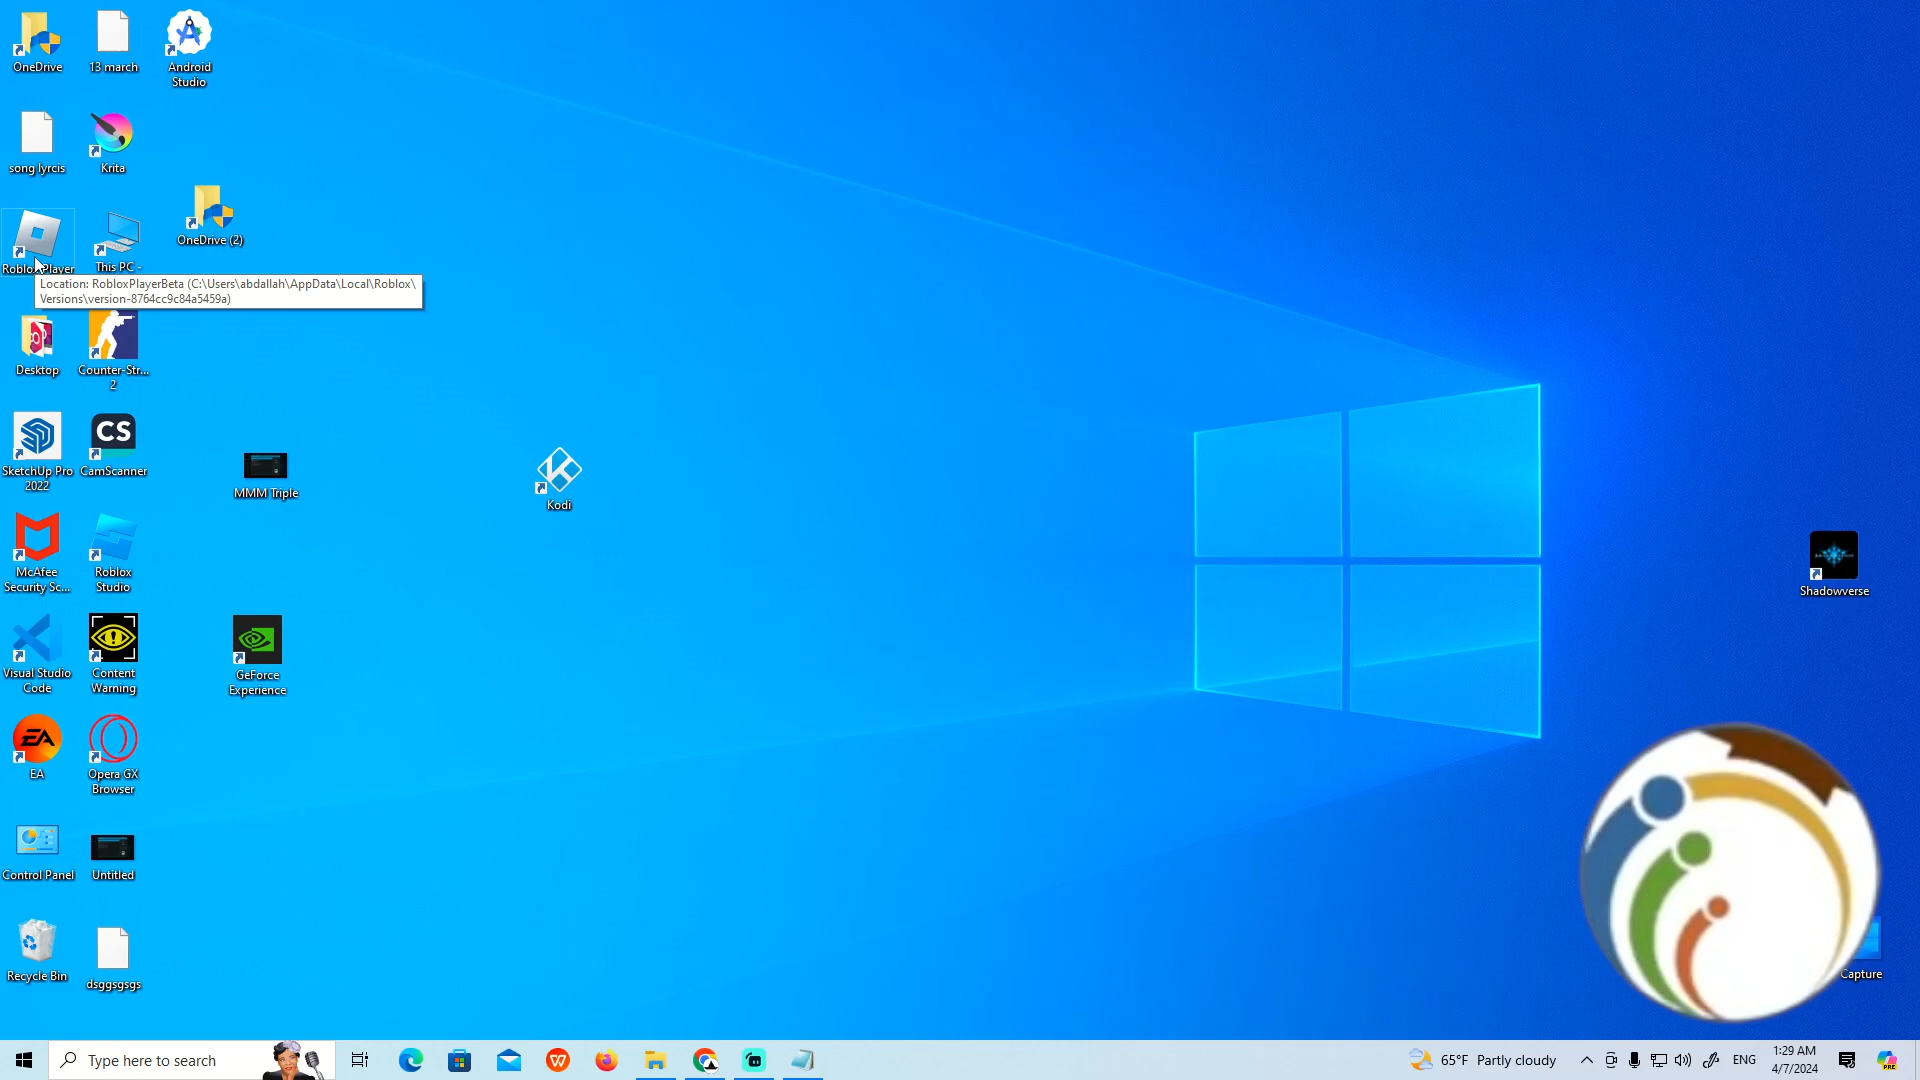 OneDrive
13 march
Android
Studio
song lyrcis
Krita
OneDrive (2)
Roblox Player
This PC -
Location: RobloxPlayerBeta (C:\Users\abdallah\AppData\Local\Roblox\
Versions\version-8764cc9c84a5459a)
Desktop
Counter-Str...
2
SketchUp Pro
2022
CS
CamScanner
MMM Triple
Kodi
McAfee
Security Sc...
Roblox
Studio
Shadowverse
Visual Studio
Code
Content
Warning
GeForce
Experience
EA
EA
Opera GX
Browser
Control Panel
Untitled
Recycle Bin
dsggsgsgs
Capture
Type here to search
65°F Partly cloudy
ENG
1:29 AM
4/7/2024
PRE